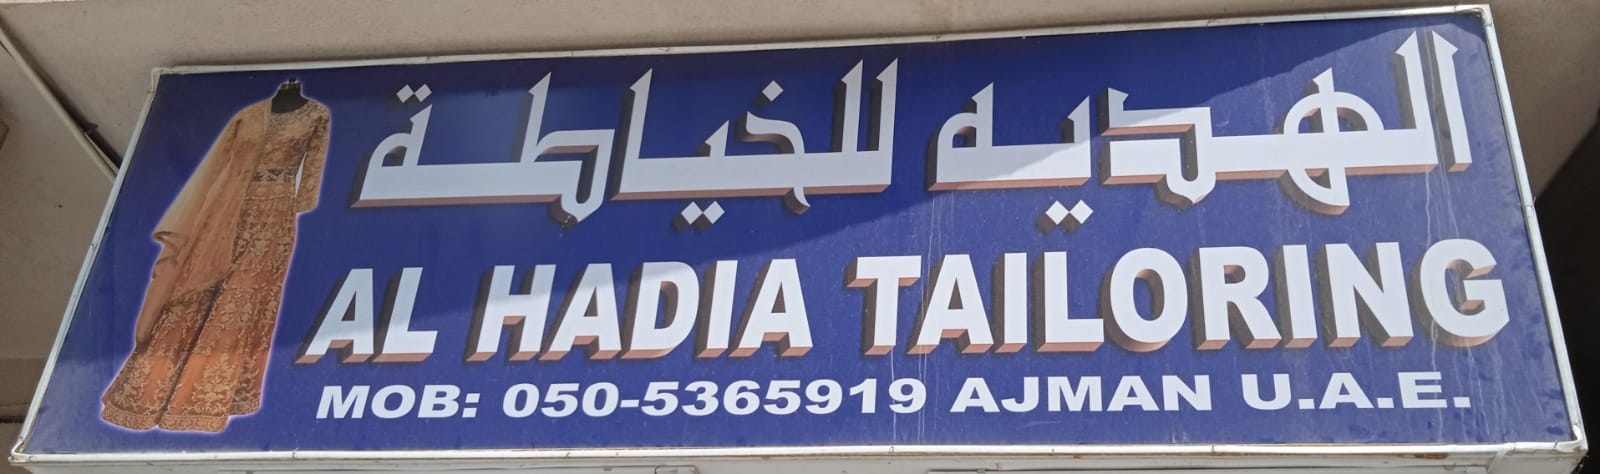 الهديه للخياطة
AL HADIA TAILORING
MOB: 050-5365919 AJMAN U.A.E.